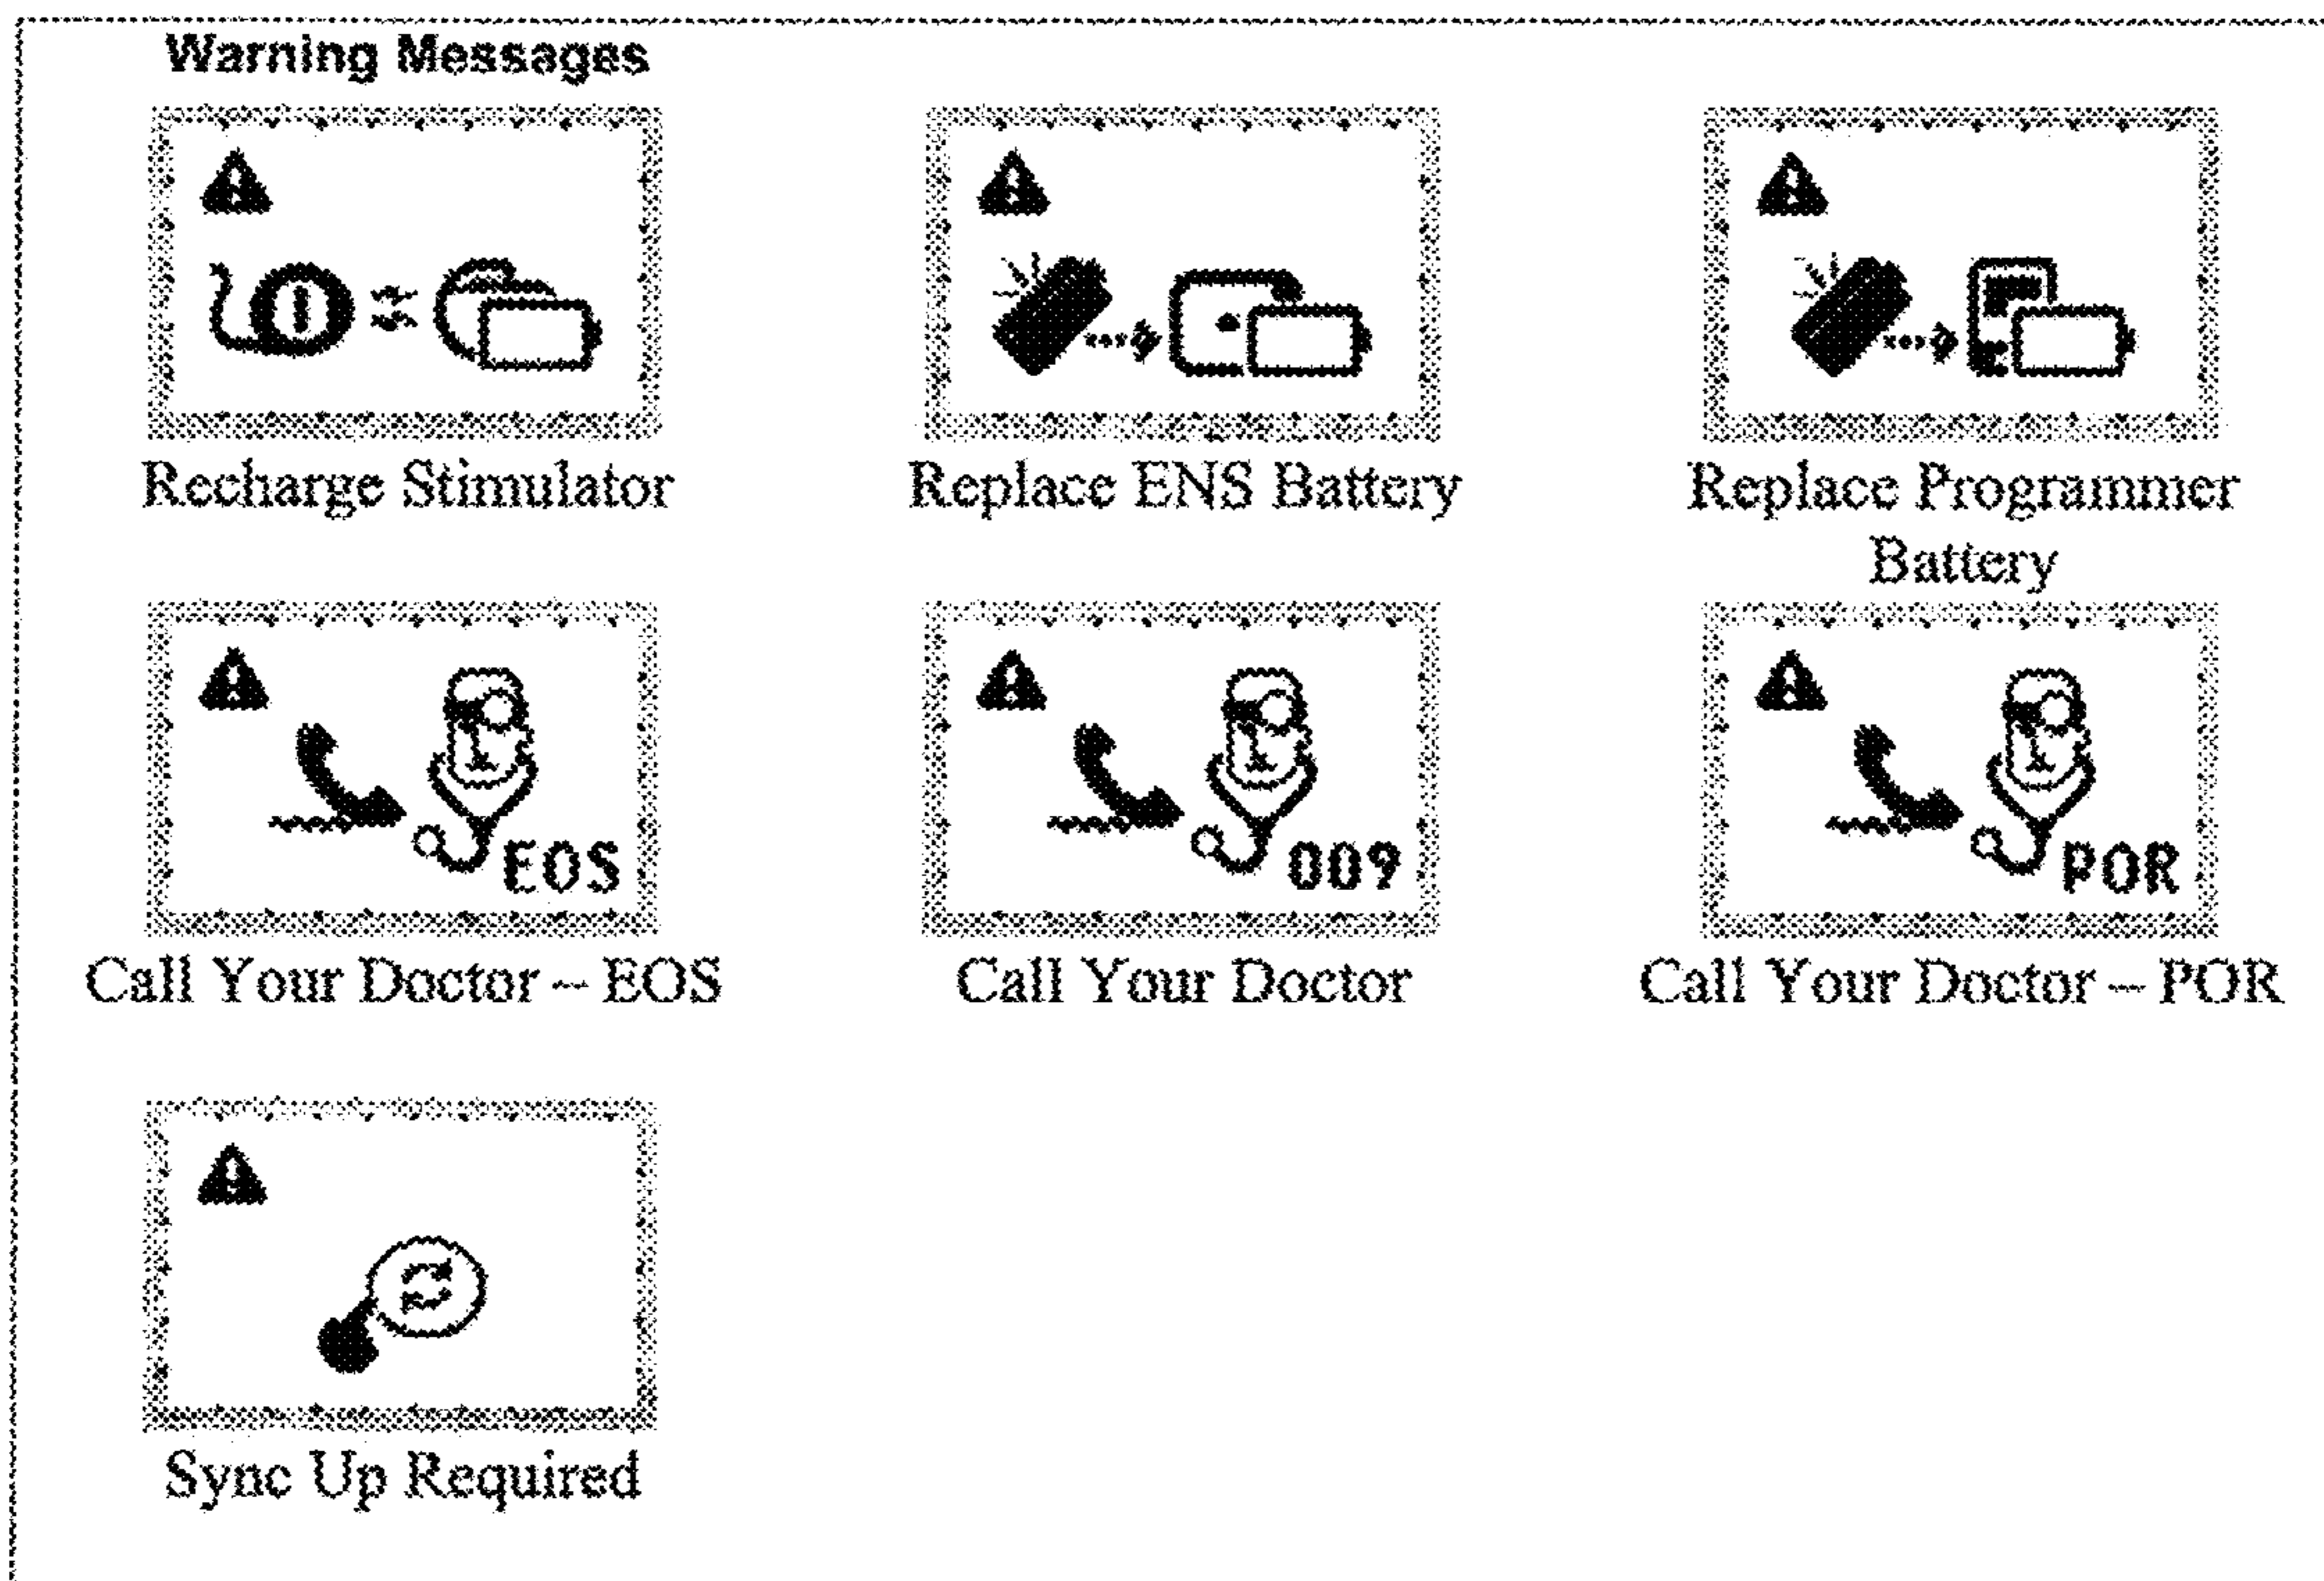 Warning Messages
Recharge Stimulator
Replace ENS Battery
Replace Programmer
Battery
EOS
009
POR
Call Your Doctor -- EOS
Call Your Doctor
Call Your Doctor -- POR
Sync Up Required